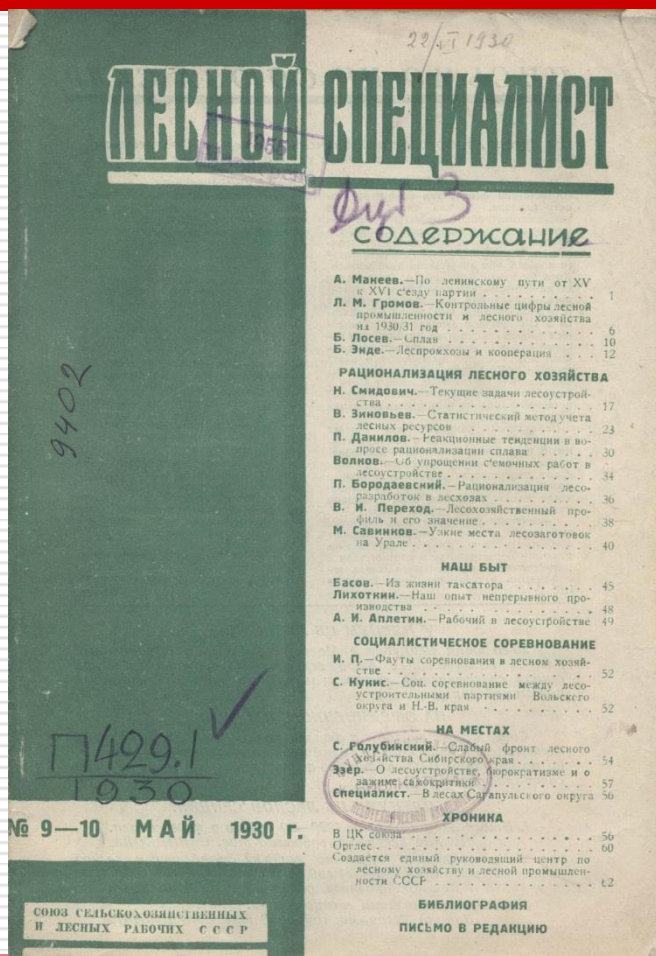 22/VI 1930
ЛЕСНОЙ СПЕЦИАЛИСТ
1955
3
СОДЕРЖАНИЕ
А. Макеев.—По ленинскому пути от XV
к XVI с'езду партии . . . . . . . . . . 1
Л. М. Громов.—Контрольные цифры лесной
промышленности и лесного хозяйства
на 1930-31 год . . . . . . . . . . . . 6
Б. Лосев.—Сплав . . . . . . . . . . . . 10
Б. Энде.—Леспромхозы и кооперация . . . 12
РАЦИОНАЛИЗАЦИЯ ЛЕСНОГО ХОЗЯЙСТВА
Н. Смидович.—Текущие задачи лесоустрой-
ства . . . . . . . . . . . . . . . . . 17
В. Зиновьев.—Статистический метод учета
лесных ресурсов . . . . . . . . . . . 23
П. Данилов.—Реакционные тенденции в во-
просе рационализации сплава . . . . . 30
Волков.—Об упрощении с'емочных работ в
лесоустройстве . . . . . . . . . . . . 34
П. Бородаевский.—Рационализация лесо-
разработок в лесхозах . . . . . . . . 36
В. И. Переход.—Лесохозяйственный про-
филь и его значение . . . . . . . . . 38
М. Савинков.—Узкие места лесозаготовок
на Урале . . . . . . . . . . . . . . . 40
НАШ БЫТ
Басов.—Из жизни таксатора . . . . . . . 45
Лихоткин.—Наш опыт непрерывного про-
изводства . . . . . . . . . . . . . . 48
А. И. Аплетин.—Рабочий в лесоустройстве 49
СОЦИАЛИСТИЧЕСКОЕ СОРЕВНОВАНИЕ
И. П.—Фауты соревнования в лесном хозяй-
стве . . . . . . . . . . . . . . . . . 52
С. Кукис.—Соц. соревнование между лесо-
устроительными партиями Вольского
округа и Н.-В. края . . . . . . . . . 52
НА МЕСТАХ
С. Голубинский.—Слабый фронт лесного
хозяйства Сибирского края . . . . . . 54
Эзер.—О лесоустройстве, бюрократизме и о
зажиме самокритики . . . . . . . . . . 57
Специалист.—В лесах Сарапульского округа 56
ХРОНИКА
В ЦК союза . . . . . . . . . . . . . . 56
Орглес . . . . . . . . . . . . . . . . 60
Создается единый руководящий центр по
лесному хозяйству и лесной промышлен-
ности СССР . . . . . . . . . . . . . . 62
БИБЛИОГРАФИЯ
ПИСЬМО В РЕДАКЦИЮ
9402
П429.1
1930
№ 9—10 МАЙ 1930 г.
СОЮЗ СЕЛЬСКОХОЗЯЙСТВЕННЫХ
И ЛЕСНЫХ РАБОЧИХ СССР